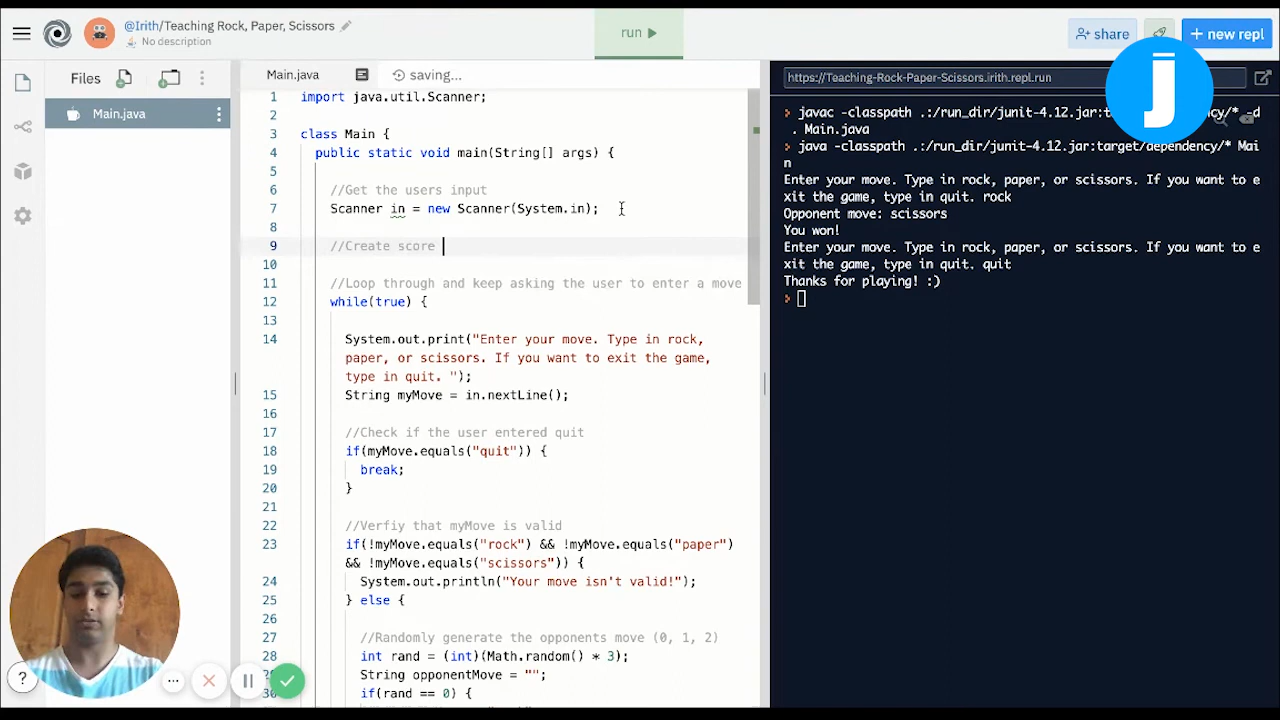 @Irith/Teaching Rock, Paper, Scissors
No description
run
share
+ new repl
Files
Main.java
Main.java
saving...
https://Teaching-Rock-Paper-Scissors.irith.repl.run
J
1 import java.util.Scanner;
2
3 class Main {
4 public static void main(String[] args) {
5
6 //Get the users input
7 Scanner in = new Scanner(System.in);
8
9 //Create score
10
11 //Loop through and keep asking the user to enter a move
12 while(true) {
13
14 System.out.print("Enter your move. Type in rock,
paper, or scissors. If you want to exit the game,
type in quit. ");
15 String myMove = in.nextLine();
16
17 //Check if the user entered quit
18 if(myMove.equals("quit")) {
19 break;
20 }
21
22 //Verfiy that myMove is valid
23 if(!myMove.equals("rock") && !myMove.equals("paper")
&& !myMove.equals("scissors")) {
24 System.out.println("Your move isn't valid!");
25 } else {
26
27 //Randomly generate the opponents move (0, 1, 2)
28 int rand = (int)(Math.random() * 3);
String opponentMove = "";
30 if(rand == 0) {
javac -classpath .:/run_dir/junit-4.12.jar:target/dependency/* -d
. Main.java
java -classpath .:/run_dir/junit-4.12.jar:target/dependency/* Mai
n
Enter your move. Type in rock, paper, or scissors. If you want to e
xit the game, type in quit. rock
Opponent move: scissors
You won!
Enter your move. Type in rock, paper, or scissors. If you want to e
xit the game, type in quit. quit
Thanks for playing! :)
?